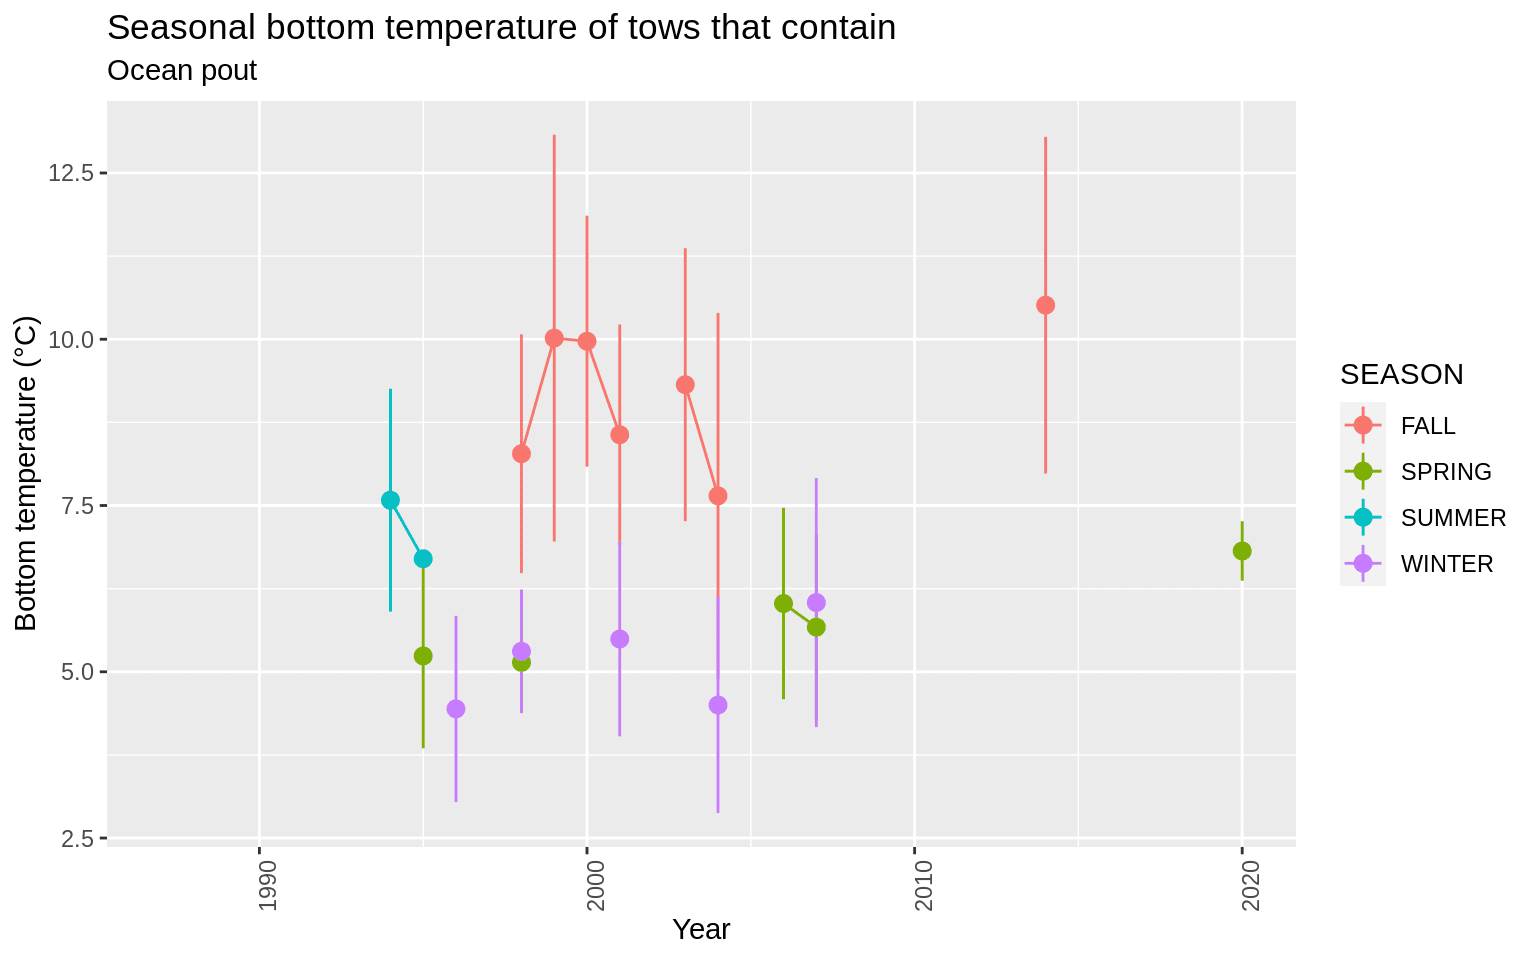 Seasonal bottom temperature of tows that contain
Ocean pout
Bottom temperature (°C)
12.5
10.0
7.5
5.0
2.5
1990
2000
2010
2020
Year
SEASON
FALL
SPRING
SUMMER
WINTER